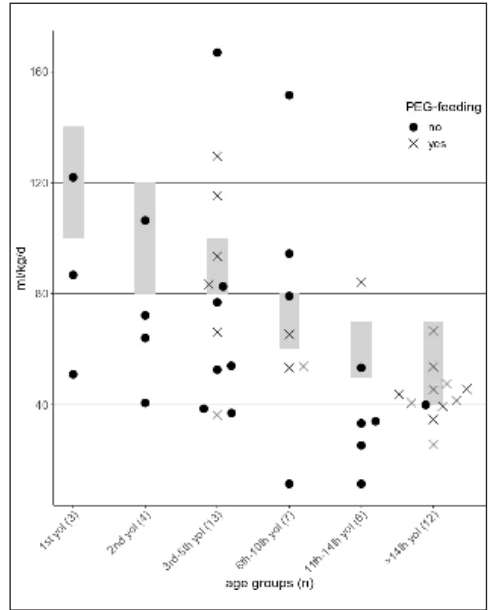 160
120
80
40
ml/kg/d
PEG-feeding
no
yes
1st yol (3)
2nd yol (4)
3rd-5th yol (13)
6th-10th yol (7)
11th-14th yol (6)
>14th yol (12)
age groups (n)